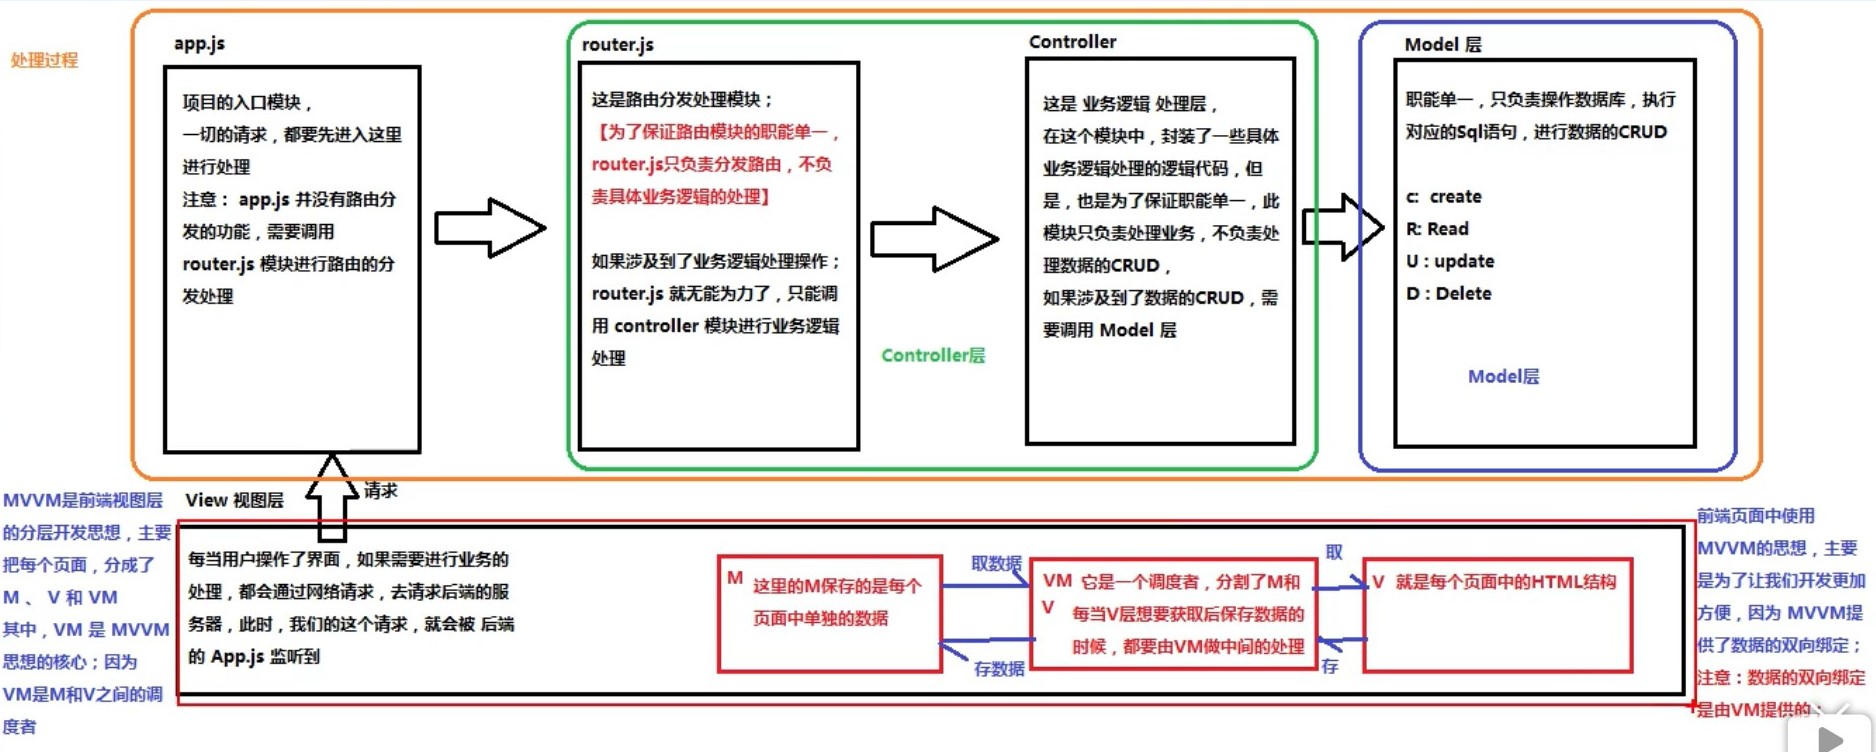 处理过程
app.js
项目的入口模块，
一切的请求，都要先进入这里
进行处理
注意： app.js 并没有路由分
发的功能，需要调用
router.js 模块进行路由的分
发处理
router.js
这是路由分发处理模块；
【为了保证路由模块的职能单一，
router.js只负责分发路由，不负
责具体业务逻辑的处理】
如果涉及到了业务逻辑处理操作；
router.js 就无能为力了，只能调
用 controller 模块进行业务逻辑
处理
Controller层
Controller
这是 业务逻辑 处理层，
在这个模块中，封装了一些具体
业务逻辑处理的逻辑代码，但
是，也是为了保证职能单一，此
模块只负责处理业务，不负责处
理数据的CRUD，
如果涉及到了数据的CRUD，需
要调用 Model 层
Model 层
职能单一，只负责操作数据库，执行
对应的Sql语句，进行数据的CRUD
c: create
R: Read
U : update
D : Delete
Model层
请求
MVVM是前端视图层
的分层开发思想，主要
把每个页面，分成了
M 、 V 和 VM
其中，VM 是 MVVM
思想的核心；因为
VM是M和V之间的调
度者
View 视图层
每当用户操作了界面，如果需要进行业务的
处理，都会通过网络请求，去请求后端的服
务器，此时，我们的这个请求，就会被 后端
的 App.js 监听到
M 这里的M保存的是每个
页面中单独的数据
取数据
存数据
VM 它是一个调度者，分割了M和
V 每当V层想要获取后保存数据的
时候，都要由VM做中间的处理
取
存
V 就是每个页面中的HTML结构
前端页面中使用
MVVM的思想，主要
是为了让我们开发更加
方便，因为 MVVM提
供了数据的双向绑定；
注意：数据的双向绑定
是由VM提供的；